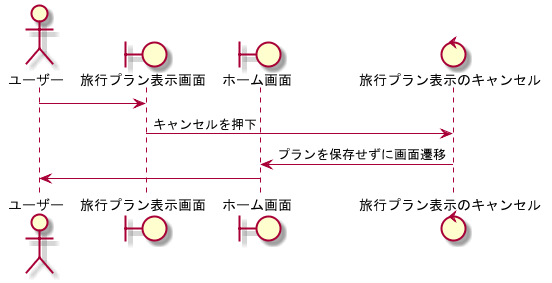 ユーザー 旅行プラン表示画面 ホーム画面 旅行プラン表示のキャンセル
キャンセルを押下
プランを保存せずに画面遷移
ユーザー 旅行プラン表示画面 ホーム画面 旅行プラン表示のキャンセル